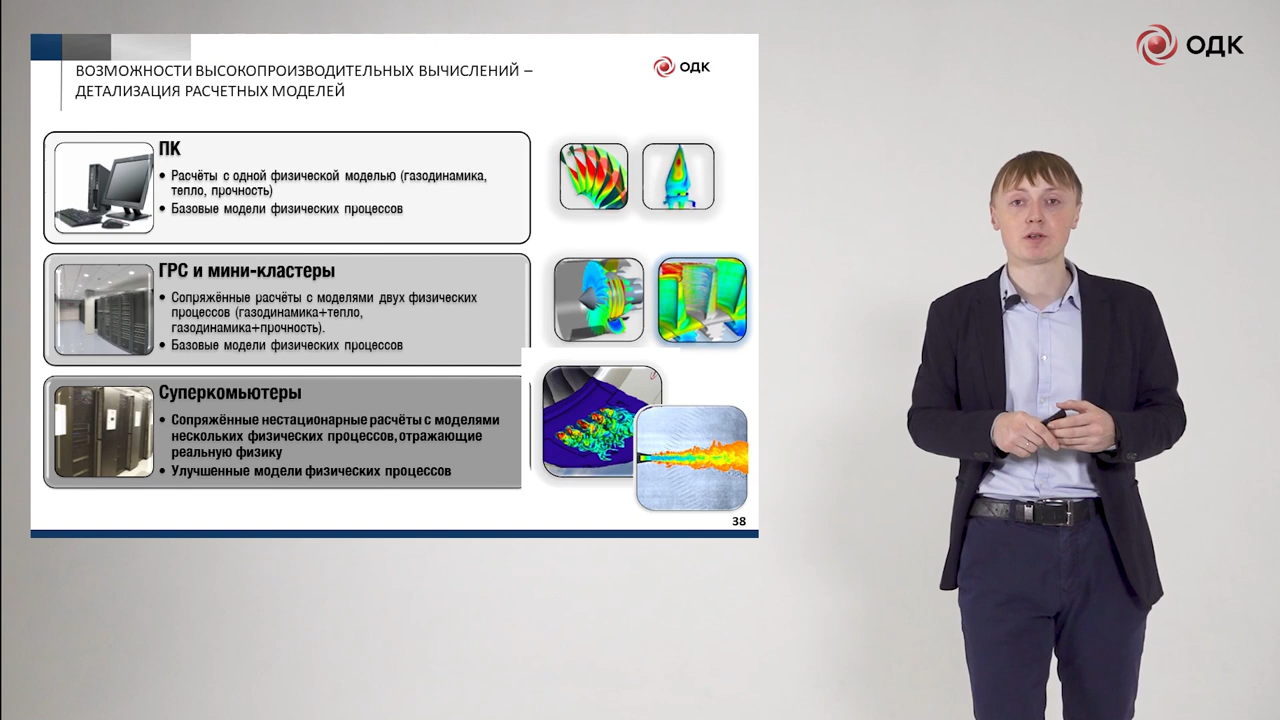 ОДК
ВОЗМОЖНОСТИ ВЫСОКОПРОИЗВОДИТЕЛЬНЫХ ВЫЧИСЛЕНИЙ –
ДЕТАЛИЗАЦИЯ РАСЧЕТНЫХ МОДЕЛЕЙ
ОДК
ПК
• Расчёты с одной физической моделью (газодинамика,
тепло, прочность)
• Базовые модели физических процессов
ГРС и мини-кластеры
• Сопряжённые расчёты с моделями двух физических
процессов (газодинамика+тепло,
газодинамика+прочность).
• Базовые модели физических процессов
Суперкомьютеры
• Сопряжённые нестационарные расчёты с моделями
нескольких физических процессов, отражающие
реальную физику
• Улучшенные модели физических процессов
38